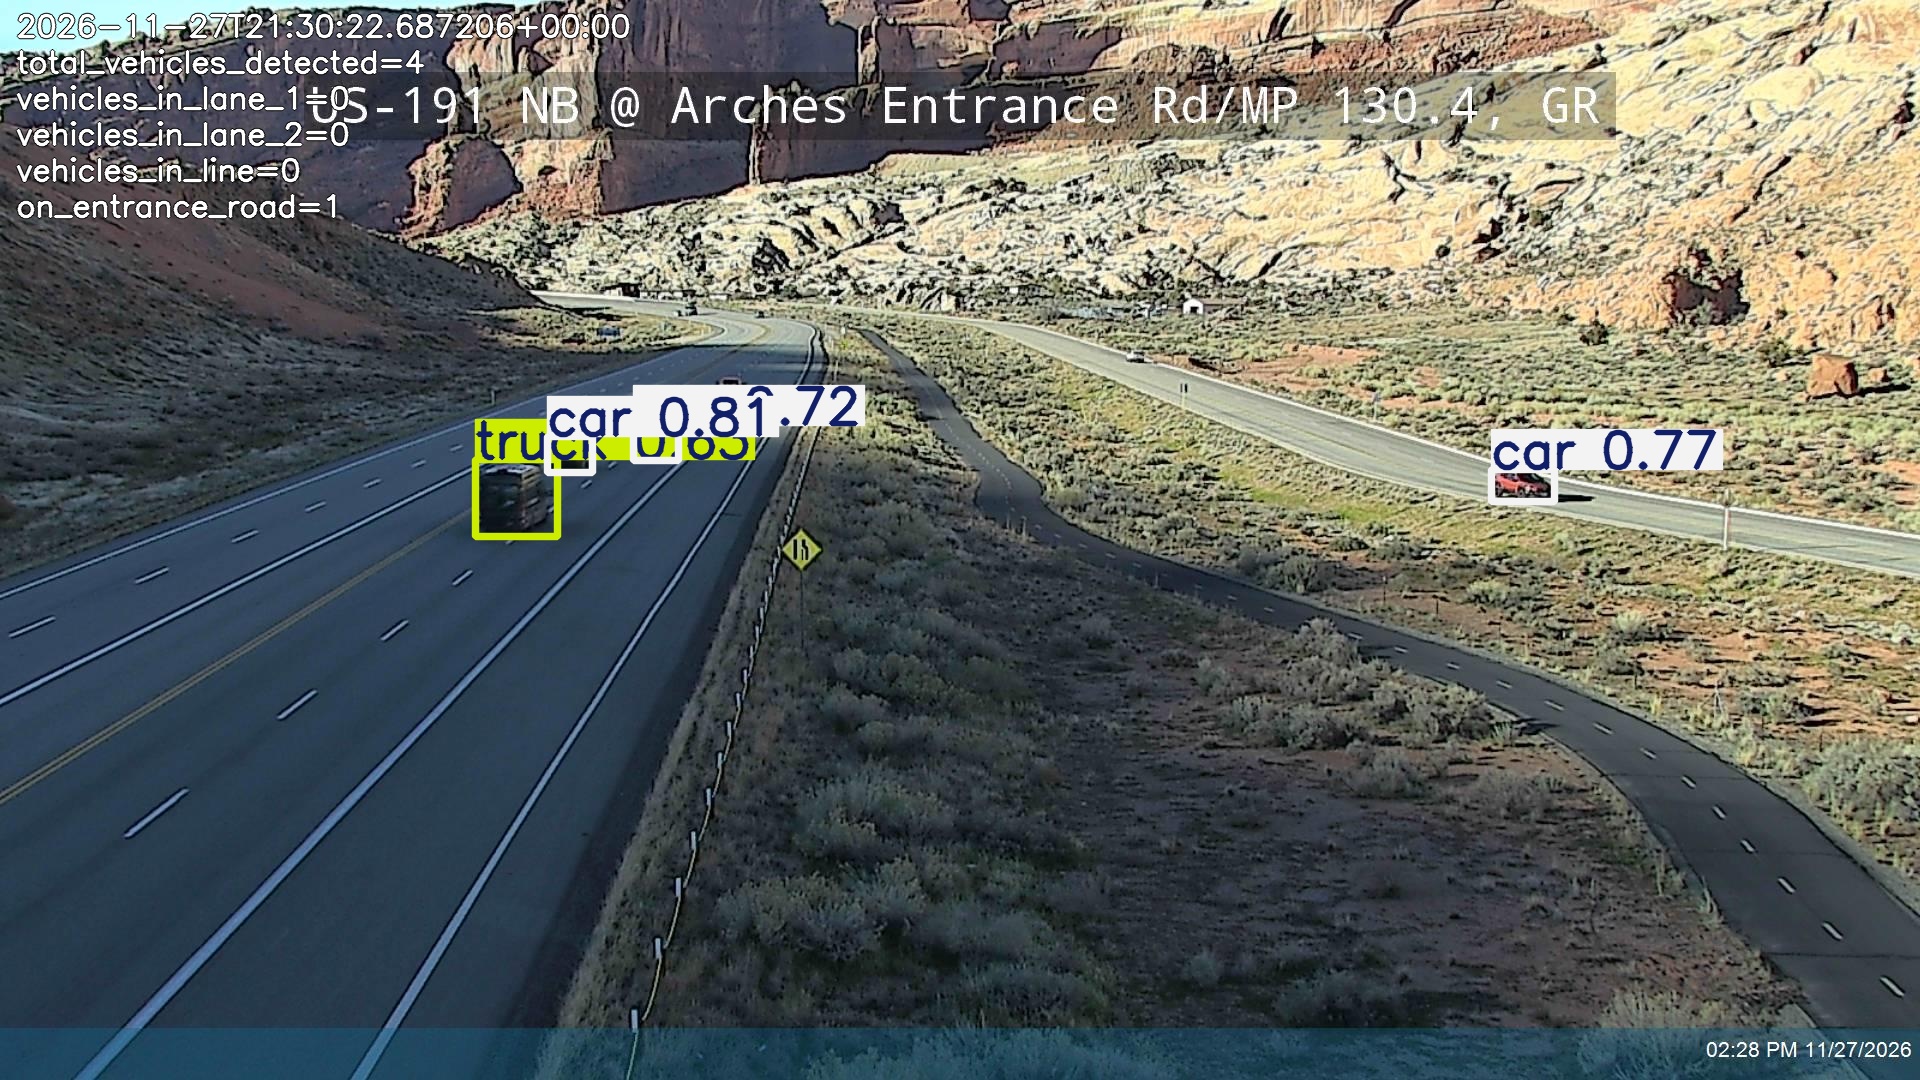 2026-11-27T21:30:22.687206+00:00
total_vehicles_detected=4
vehicles_in_lane_1=0
US-191 NB @ Arches Entrance Rd/MP 130.4, GR
vehicles_in_lane_2=0
vehicles_in_line=0
on_entrance_road=1
car 0.81
.72
truck 0.65
car 0.77
02:28 PM 11/27/2026